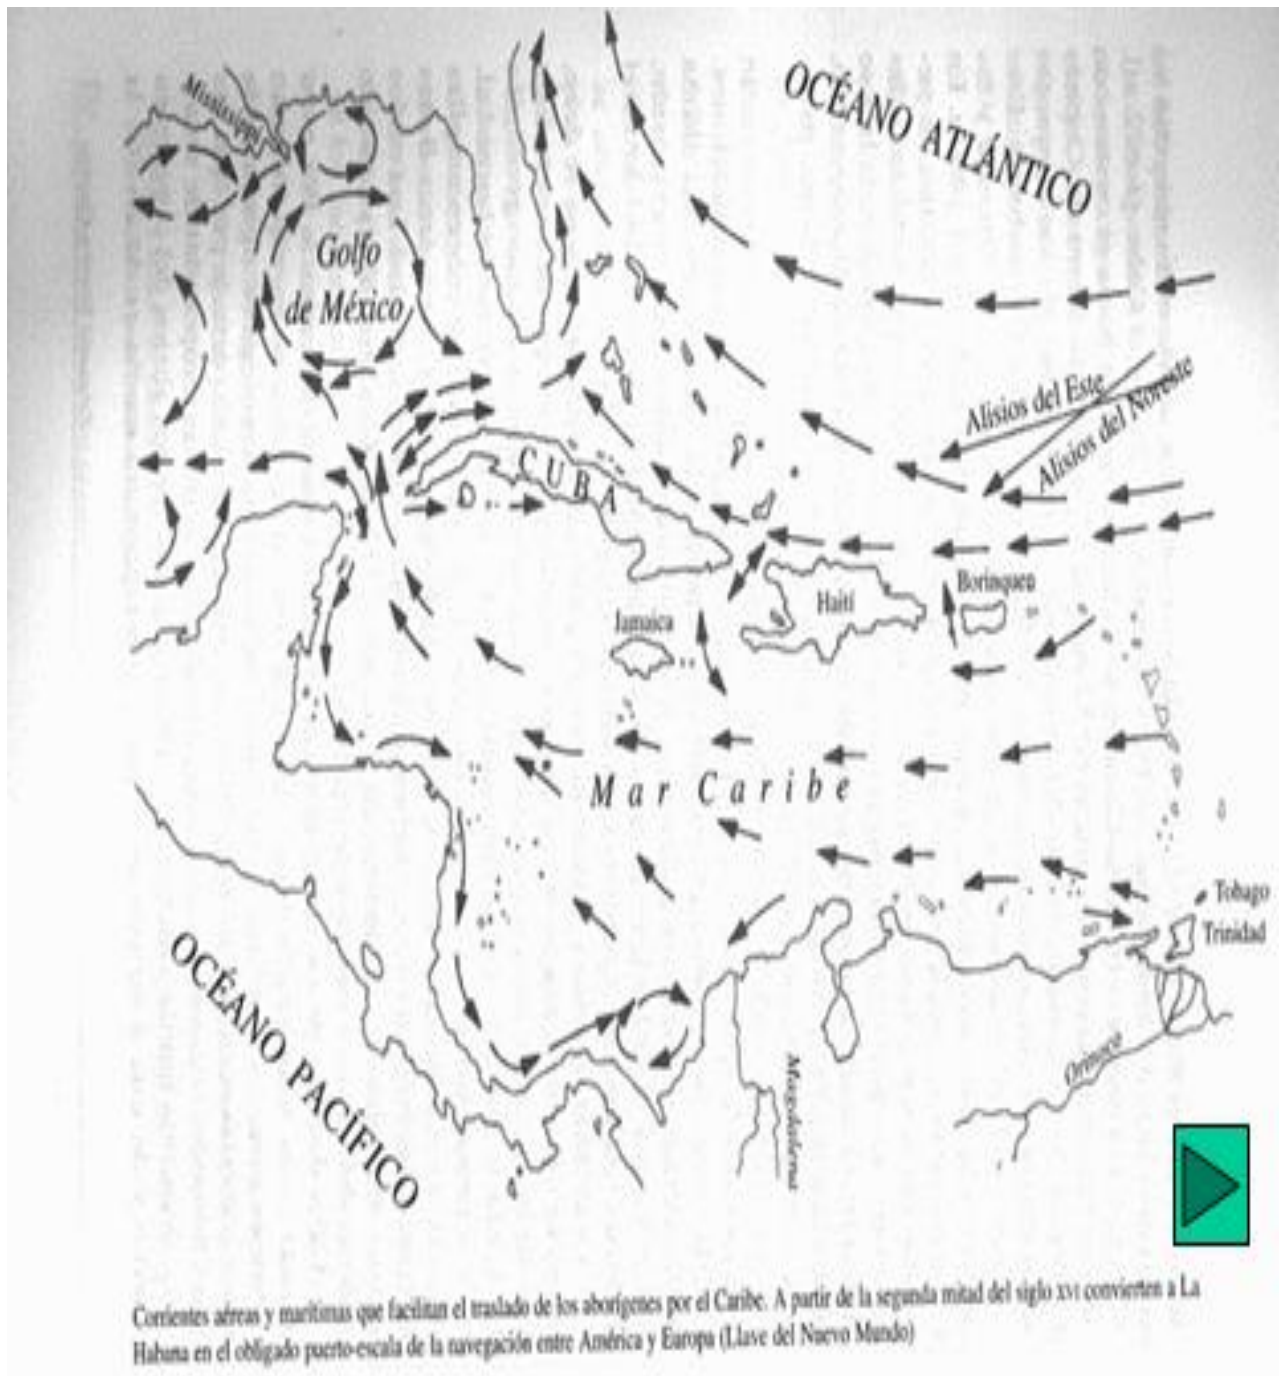 Mississippi
OCÉANO ATLÁNTICO
Golfo
de México
Alisios del Este
Alisios del Noreste
CUBA
Borinquen
Haití
Jamaica
Mar Caribe
Tobago
Trinidad
OCÉANO PACÍFICO
Magdalena
Orinoco
Corrientes aéreas y marítimas que facilitan el traslado de los aborígenes por el Caribe. A partir de la segunda mitad del siglo XVI convierten a La
Habana en el obligado puerto-escala de la navegación entre América y Europa (Llave del Nuevo Mundo)